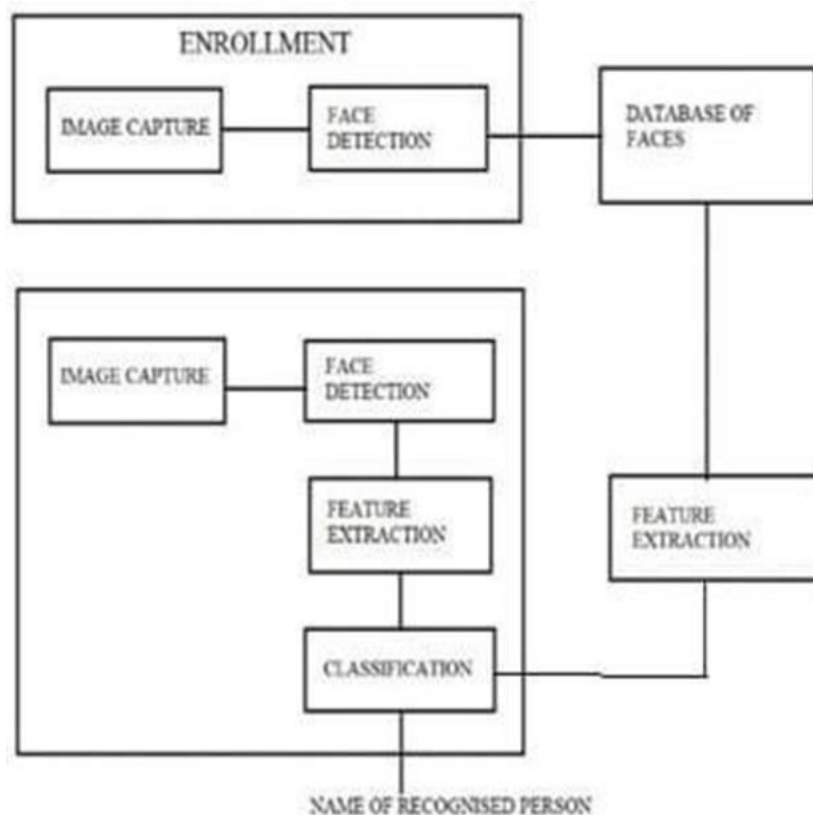 ENROLLMENT
IMAGE CAPTURE
FACE
DETECTION
DATABASE OF
FACES
IMAGE CAPTURE
FACE
DETECTION
FEATURE
EXTRACTION
FEATURE
EXTRACTION
CLASSIFICATION
NAME OF RECOGNISED PERSON